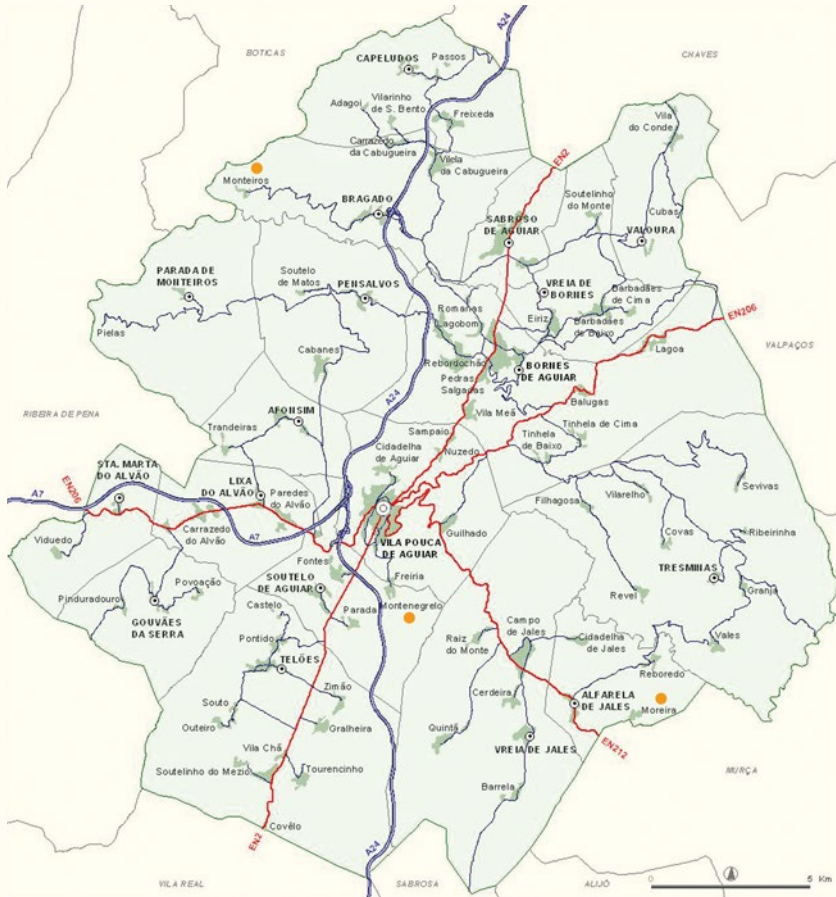 A24
BOTICAS
CHAVES
CAPELUDOS
Passos
Vilarinho
de S. Bento
Adagoi
Freixeda
Vila
do Conde
Carrazedo
da Cabugueira
Vilela
da Cabugueira
EN2
Monteiros
BRAGADO
Soutelinho
do Monte
Cubas
SABROSO
DE AGUIAR
VALOURA
PARADA DE
MONTEIROS
Soutelo
de Matos
PENSALVOS
VREIA DE
BORNES
Barbadães
de Cima
Romanas
Lagobom
Eiriz
Barbadães
de Baixo
EN206
Pielas
Cabanes
Rebordochão
Lagoa
VALPAÇOS
Pedras
Salgadas
BORNES
DE AGUIAR
A24
Balugas
RIBEIRA DE PENA
AFONSIM
Vila Meã
Trandeiras
Sampaio
Tinhela de Cima
Cidadelha
de Aguiar
Nuzedo
Tinhela
de Baixo
STA. MARTA
DO ALVÃO
EN206
A7
LIXA
DO ALVÃO
Paredes
do Alvão
Filhagosa
Vilarelho
Sevivas
Carrazedo
do Alvão
A7
Guilhado
Covas
Ribeirinha
Viduedo
VILA POUCA
DE AGUIAR
Fontes
TRESMINAS
Povoação
SOUTELO
DE AGUIAR
Freiria
Granja
Pinduradouro
Castelo
Montenegrelo
Revel
GOUVÃES
DA SERRA
Parada
Pontido
Raiz
do Monte
Campo
de Jales
Cidadelha
de Jales
Vales
TELÕES
Reboredo
Zimão
Cerdeira
ALFARELA
DE JALES
Souto
Moreira
Outeiro
Gralheira
Quintã
VREIA DE JALES
EN212
Vila Chã
Soutelinho do Mezio
Tourencinho
MURÇA
Barrela
Covêlo
EN2
A24
VILA REAL
SABROSA
ALIJÓ
0
5 Km